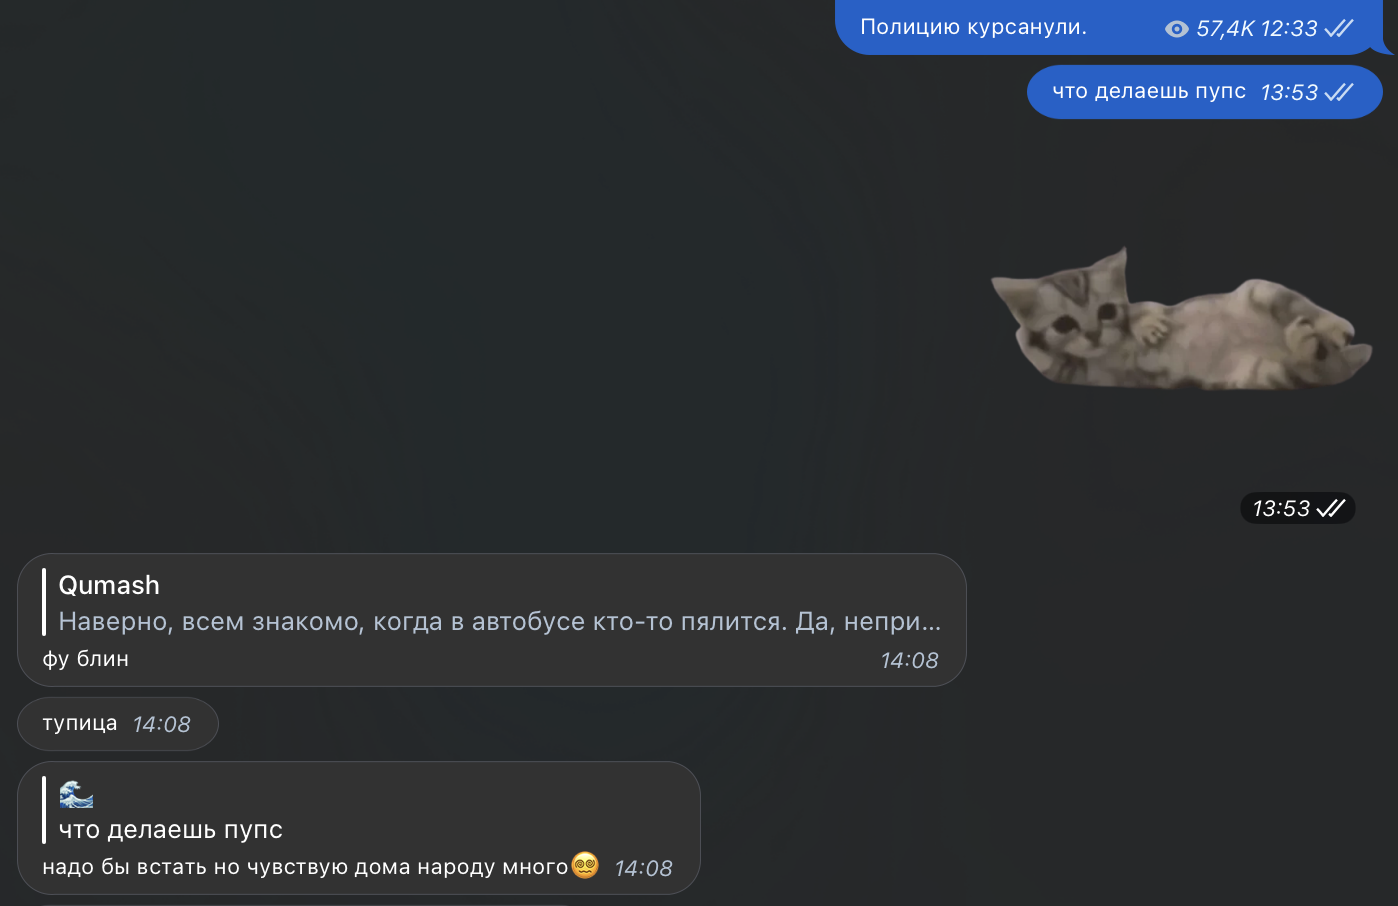 Полицию курсанули. 57,4K 12:33
что делаешь пупс 13:53
13:53
Qumash
Наверно, всем знакомо, когда в автобусе кто-то пялится. Да, непри...
фу блин 14:08
тупица 14:08
🌊
что делаешь пупс
надо бы встать но чувствую дома народу много😵‍💫 14:08